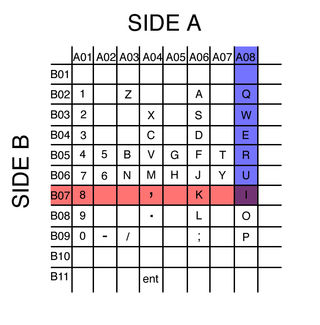 SIDE A
SIDE B
A01 A02 A03 A04 A05 A06 A07 A08
B01
B02 1 Z A Q
B03 2 X S W
B04 3 C D E
B05 4 5 B V G F T R
B06 7 6 N M H J Y U
B07 8 , K I
B08 9 . L O
B09 0 - / ; P
B10
B11 ent